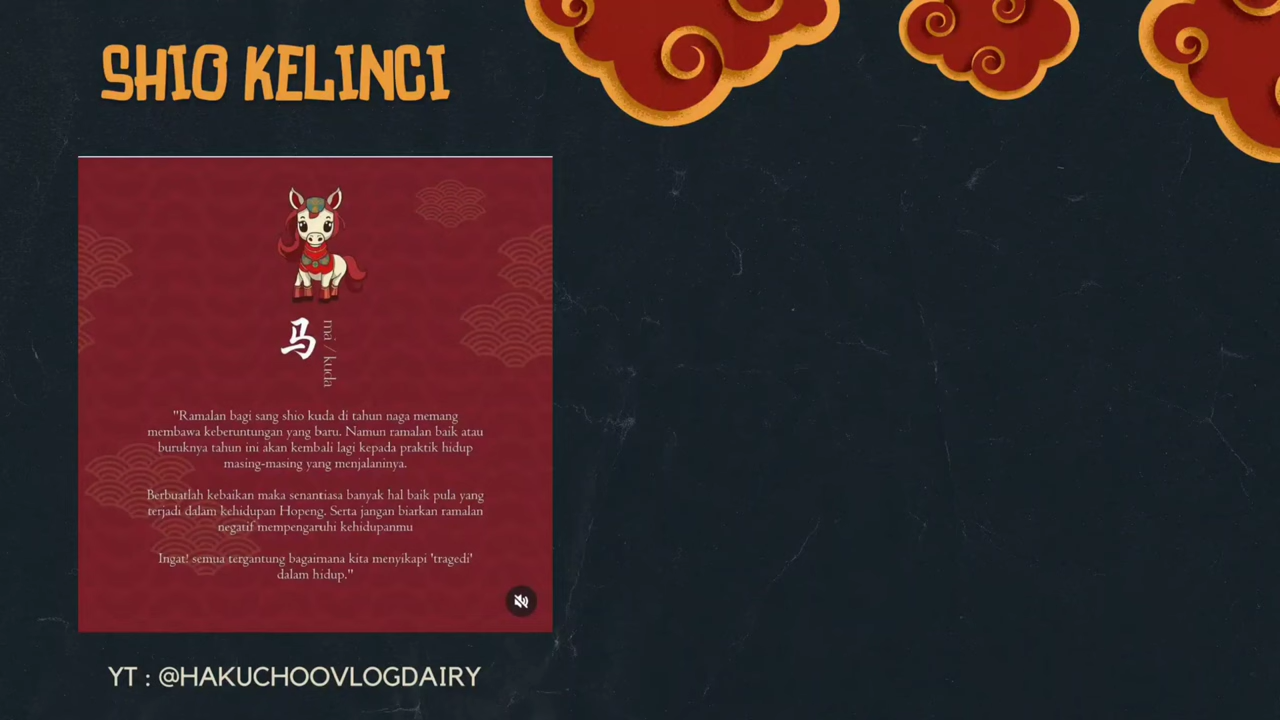 SHIO KELINCI
马
mǎ / kuda
"Ramalan bagi sang shio kuda di tahun naga memang
membawa keberuntungan yang baru. Namun ramalan baik atau
buruknya tahun ini akan kembali lagi kepada praktik hidup
masing-masing yang menjalaninya.
Berbuatlah kebaikan maka senantiasa banyak hal baik pula yang
terjadi dalam kehidupan Hopeng. Serta jangan biarkan ramalan
negatif mempengaruhi kehidupanmu
Ingat! semua tergantung bagaimana kita menyikapi 'tragedi'
dalam hidup."
YT : @HAKUCHOOVLOGDAIRY